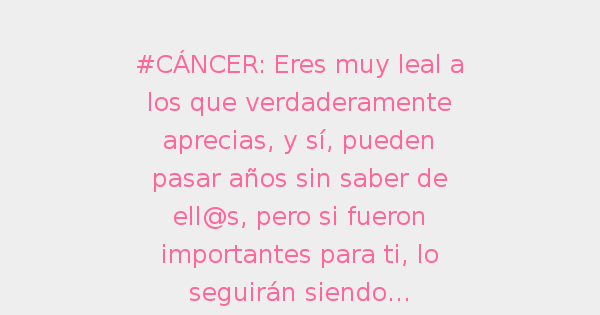 #CÁNCER: Eres muy leal a
los que verdaderamente
aprecias, y sí, pueden
pasar años sin saber de
ell@s, pero si fueron
importantes para ti, lo
seguirán siendo...